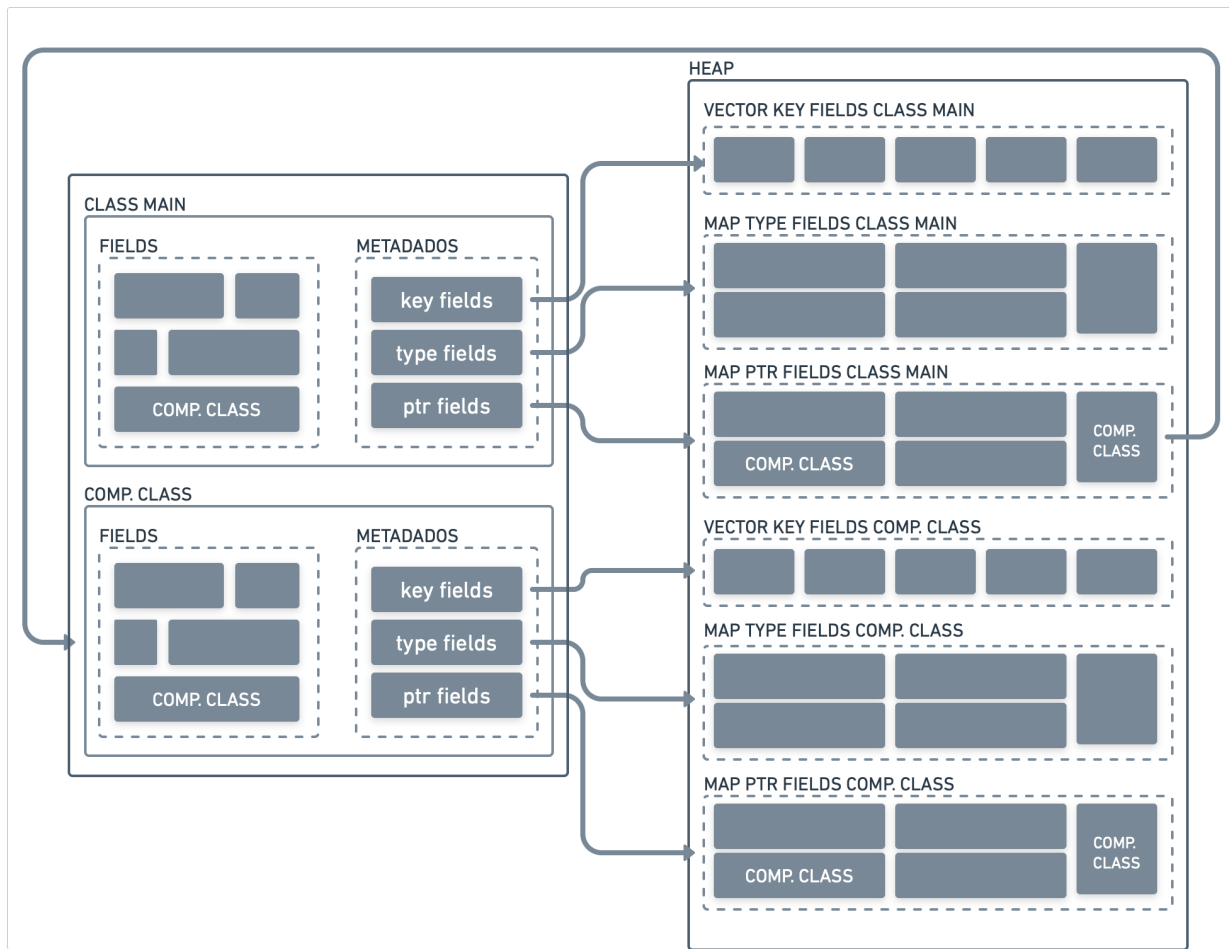 CLASS MAIN
FIELDS
COMP. CLASS
METADADOS
key fields
type fields
ptr fields
COMP. CLASS
FIELDS
COMP. CLASS
METADADOS
key fields
type fields
ptr fields
HEAP
VECTOR KEY FIELDS CLASS MAIN
MAP TYPE FIELDS CLASS MAIN
MAP PTR FIELDS CLASS MAIN
COMP. CLASS
COMP.
CLASS
VECTOR KEY FIELDS COMP. CLASS
MAP TYPE FIELDS COMP. CLASS
MAP PTR FIELDS COMP. CLASS
COMP. CLASS
COMP.
CLASS